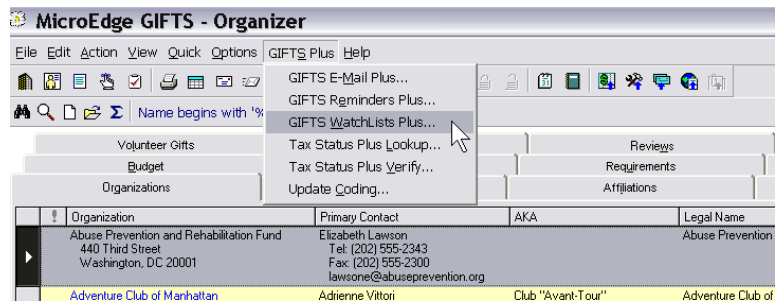 MicroEdge GIFTS - Organizer
File Edit Action View Quick Options GIFTS Plus Help
GIFTS E-Mail Plus...
GIFTS Reminders Plus...
Name begins with '%
GIFTS WatchLists Plus...
Volunteer Gifts
Tax Status Plus Lookup...
Reviews
Budget
Tax Status Plus Verify...
Requirements
Organizations
Update Coding...
Affiliations
! Organization Primary Contact AKA Legal Name
Abuse Prevention and Rehabilitation Fund Elizabeth Lawson Abuse Prevention
440 Third Street Tel: (202) 555-2343
Washington, DC 20001 Fax: (202) 555-2300
lawsone@abuseprevention.org
Adventure Club of Manhattan Adrienne Vittori Club "Avant-Tour" Adventure Club of